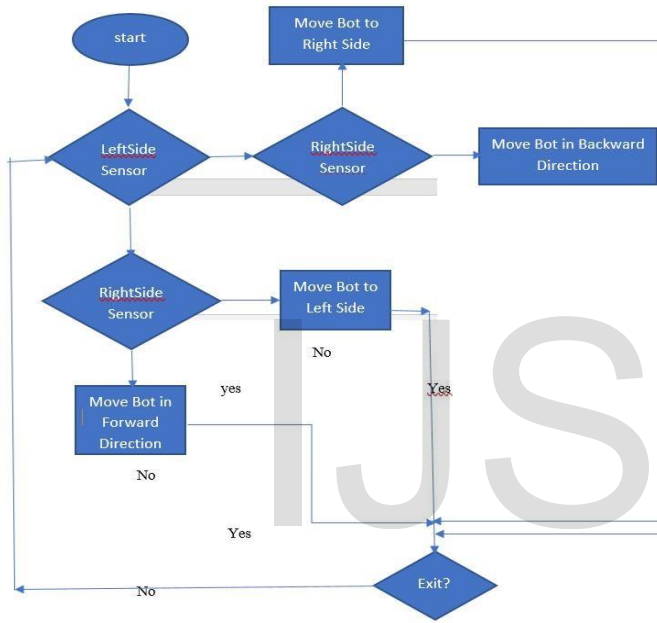 start
Move Bot to
Right Side
LeftSide
Sensor
RightSide
Sensor
Move Bot in Backward
Direction
RightSide
Sensor
Move Bot to
Left Side
No
yes
Yes
Move Bot in
Forward
Direction
No
Yes
Exit?
No
IJS